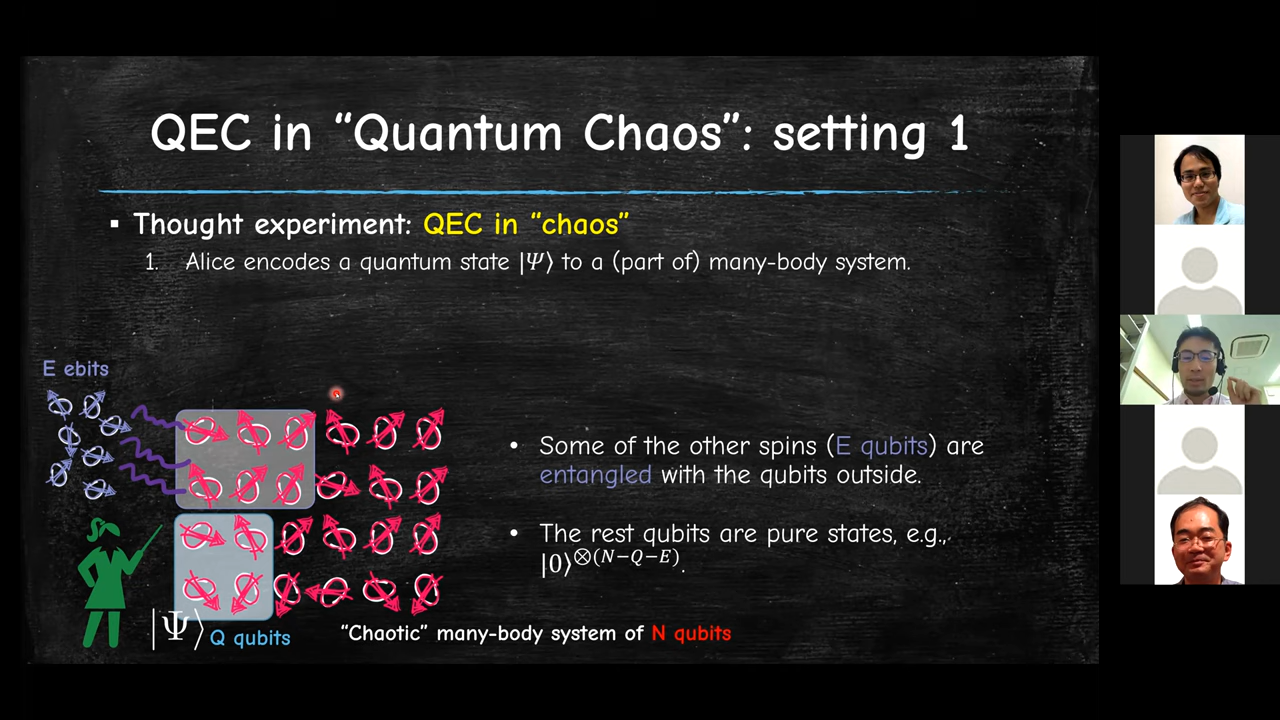 QEC in “Quantum Chaos”: setting 1
▪ Thought experiment: QEC in “chaos”
1. Alice encodes a quantum state |Ψ⟩ to a (part of) many-body system.
E ebits
• Some of the other spins (E qubits) are
entangled with the qubits outside.
• The rest qubits are pure states, e.g.,
|0⟩^{⊗(N−Q−E)}.
|Ψ⟩ Q qubits
“Chaotic” many-body system of N qubits